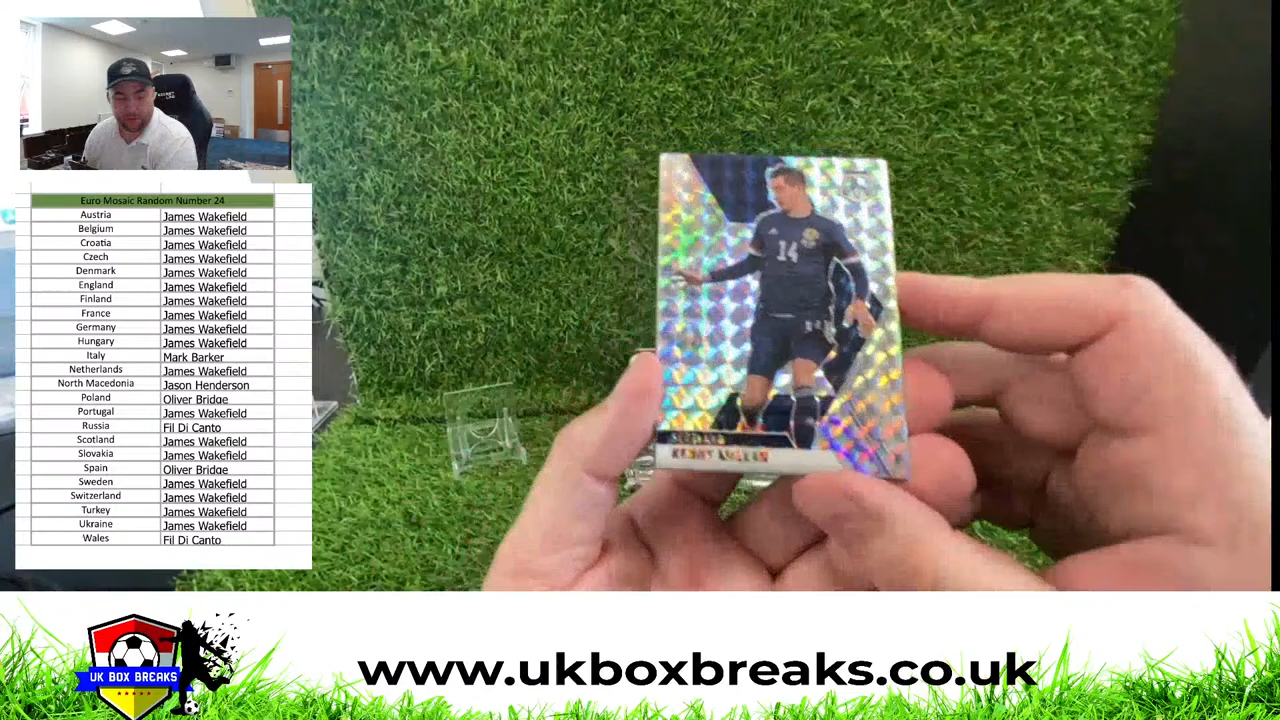 Euro Mosaic Random Number 24
Austria James Wakefield
Belgium James Wakefield
Croatia James Wakefield
Czech James Wakefield
Denmark James Wakefield
England James Wakefield
Finland James Wakefield
France James Wakefield
Germany James Wakefield
Hungary James Wakefield
Italy Mark Barker
Netherlands James Wakefield
North Macedonia Jason Henderson
Poland Oliver Bridge
Portugal James Wakefield
Russia Fil Di Canto
Scotland James Wakefield
Slovakia James Wakefield
Spain Oliver Bridge
Sweden James Wakefield
Switzerland James Wakefield
Turkey James Wakefield
Ukraine James Wakefield
Wales Fil Di Canto
14
UK BOX BREAKS
www.ukboxbreaks.co.uk